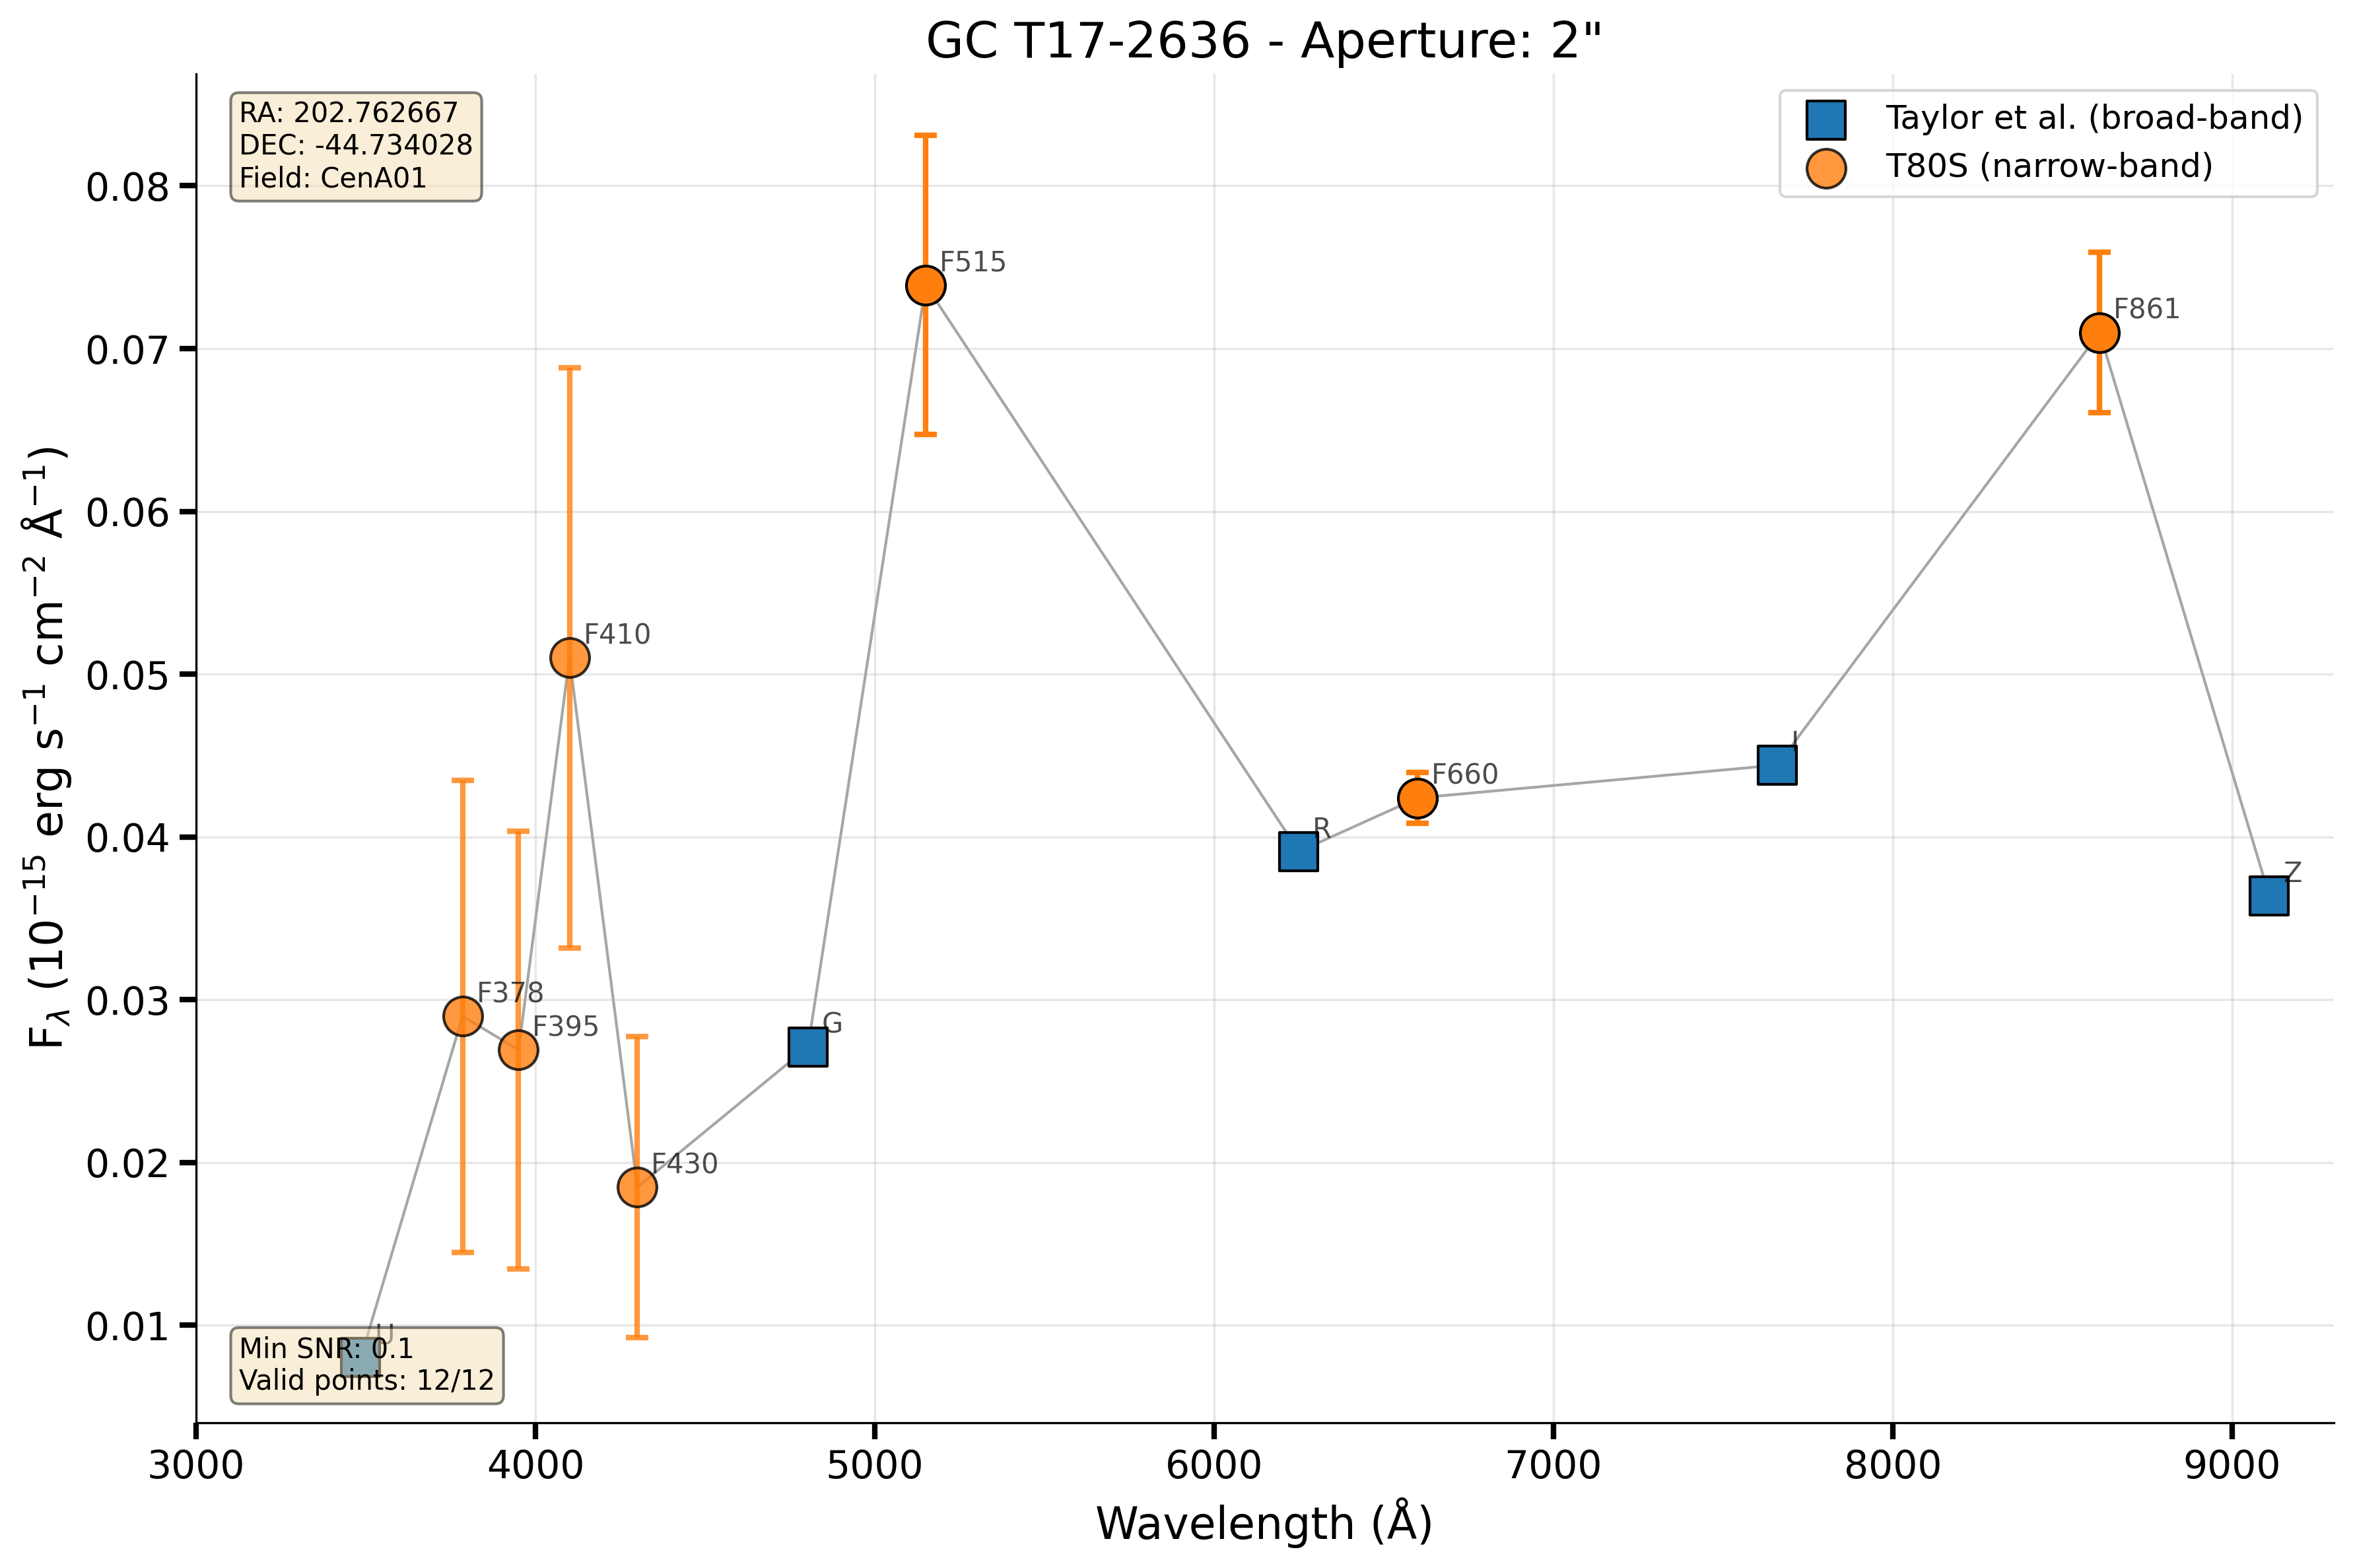 GC T17-2636 - Aperture: 2"
RA: 202.762667
DEC: -44.734028
Field: CenA01
Taylor et al. (broad-band)
T80S (narrow-band)
F515
F861
F410
F660
I
R
Z
F378
F395
G
F430
U
Min SNR: 0.1
Valid points: 12/12
0.08
0.07
0.06
0.05
0.04
0.03
0.02
0.01
F_λ (10⁻¹⁵ erg s⁻¹ cm⁻² Å⁻¹)
3000 4000 5000 6000 7000 8000 9000
Wavelength (Å)